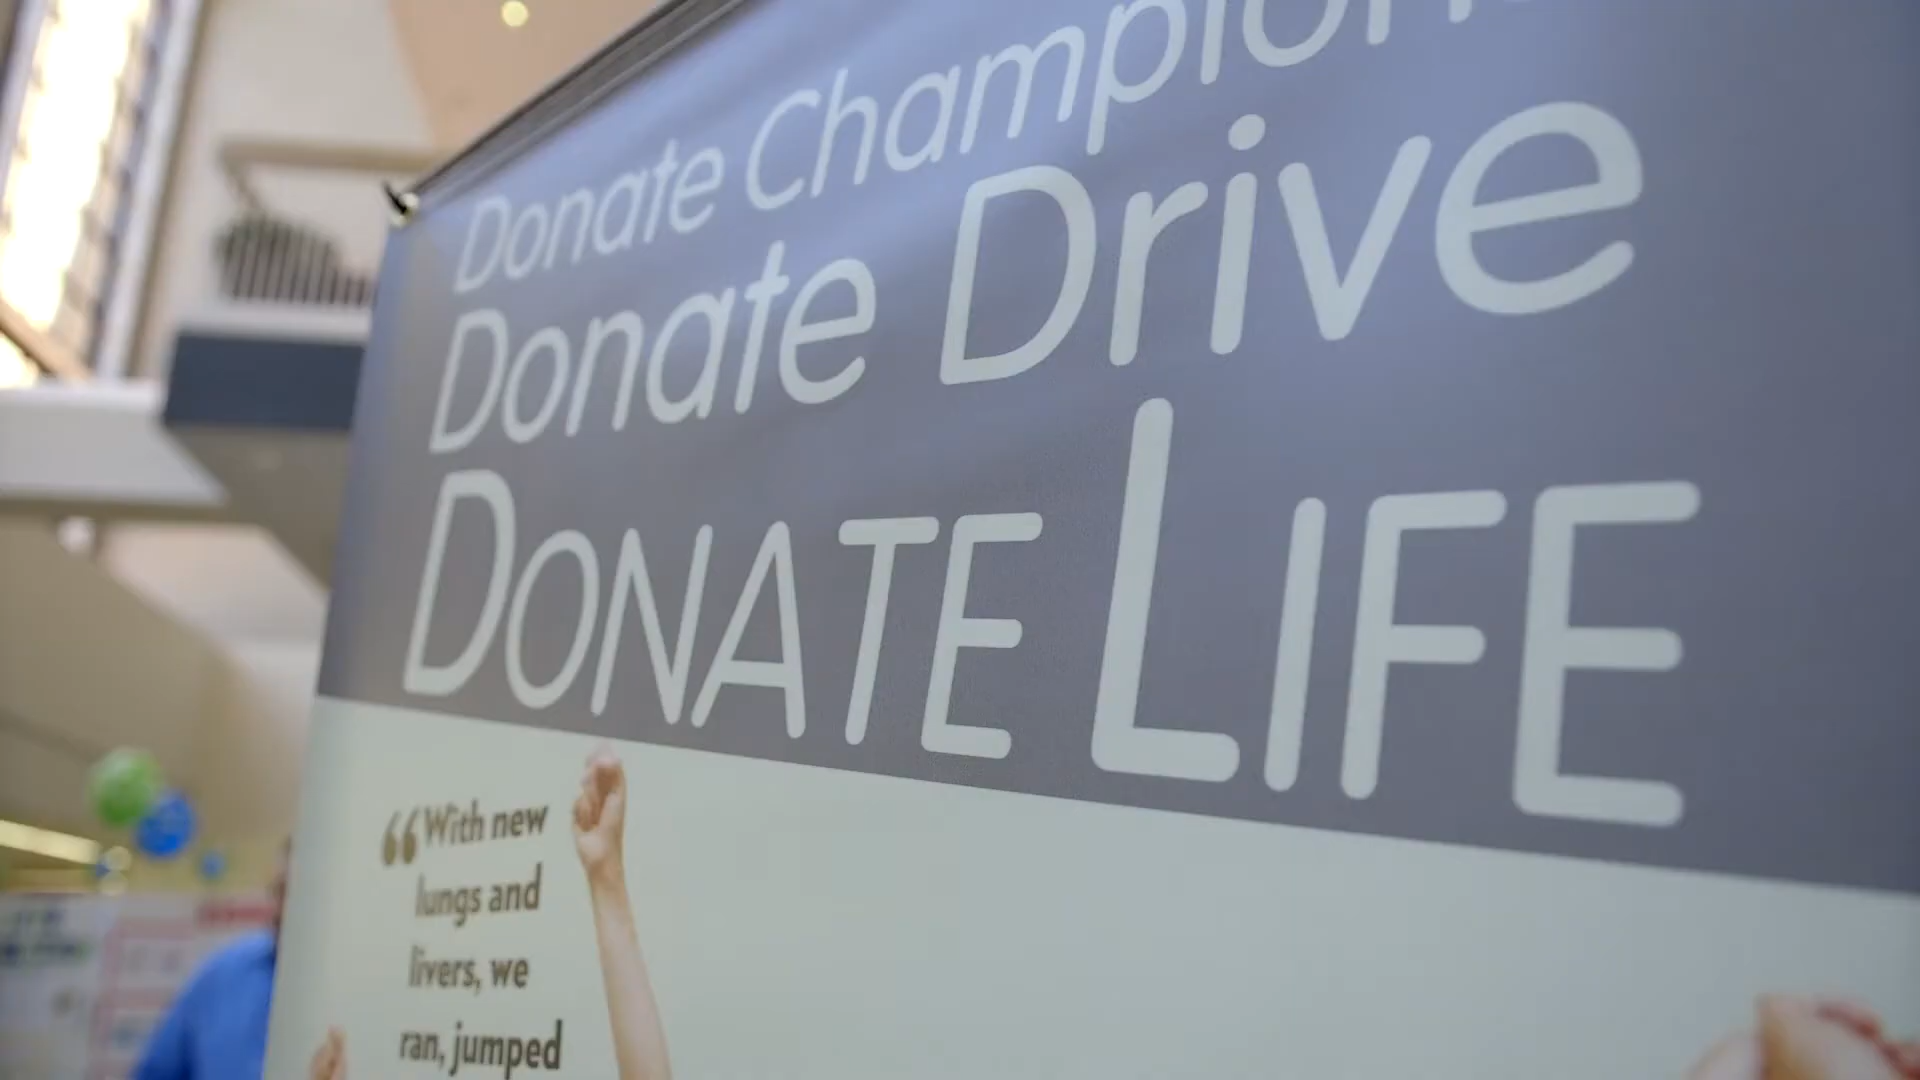 Donate Champion
Donate Drive
DONATE LIFE
“With new
lungs and
livers, we
ran, jumped